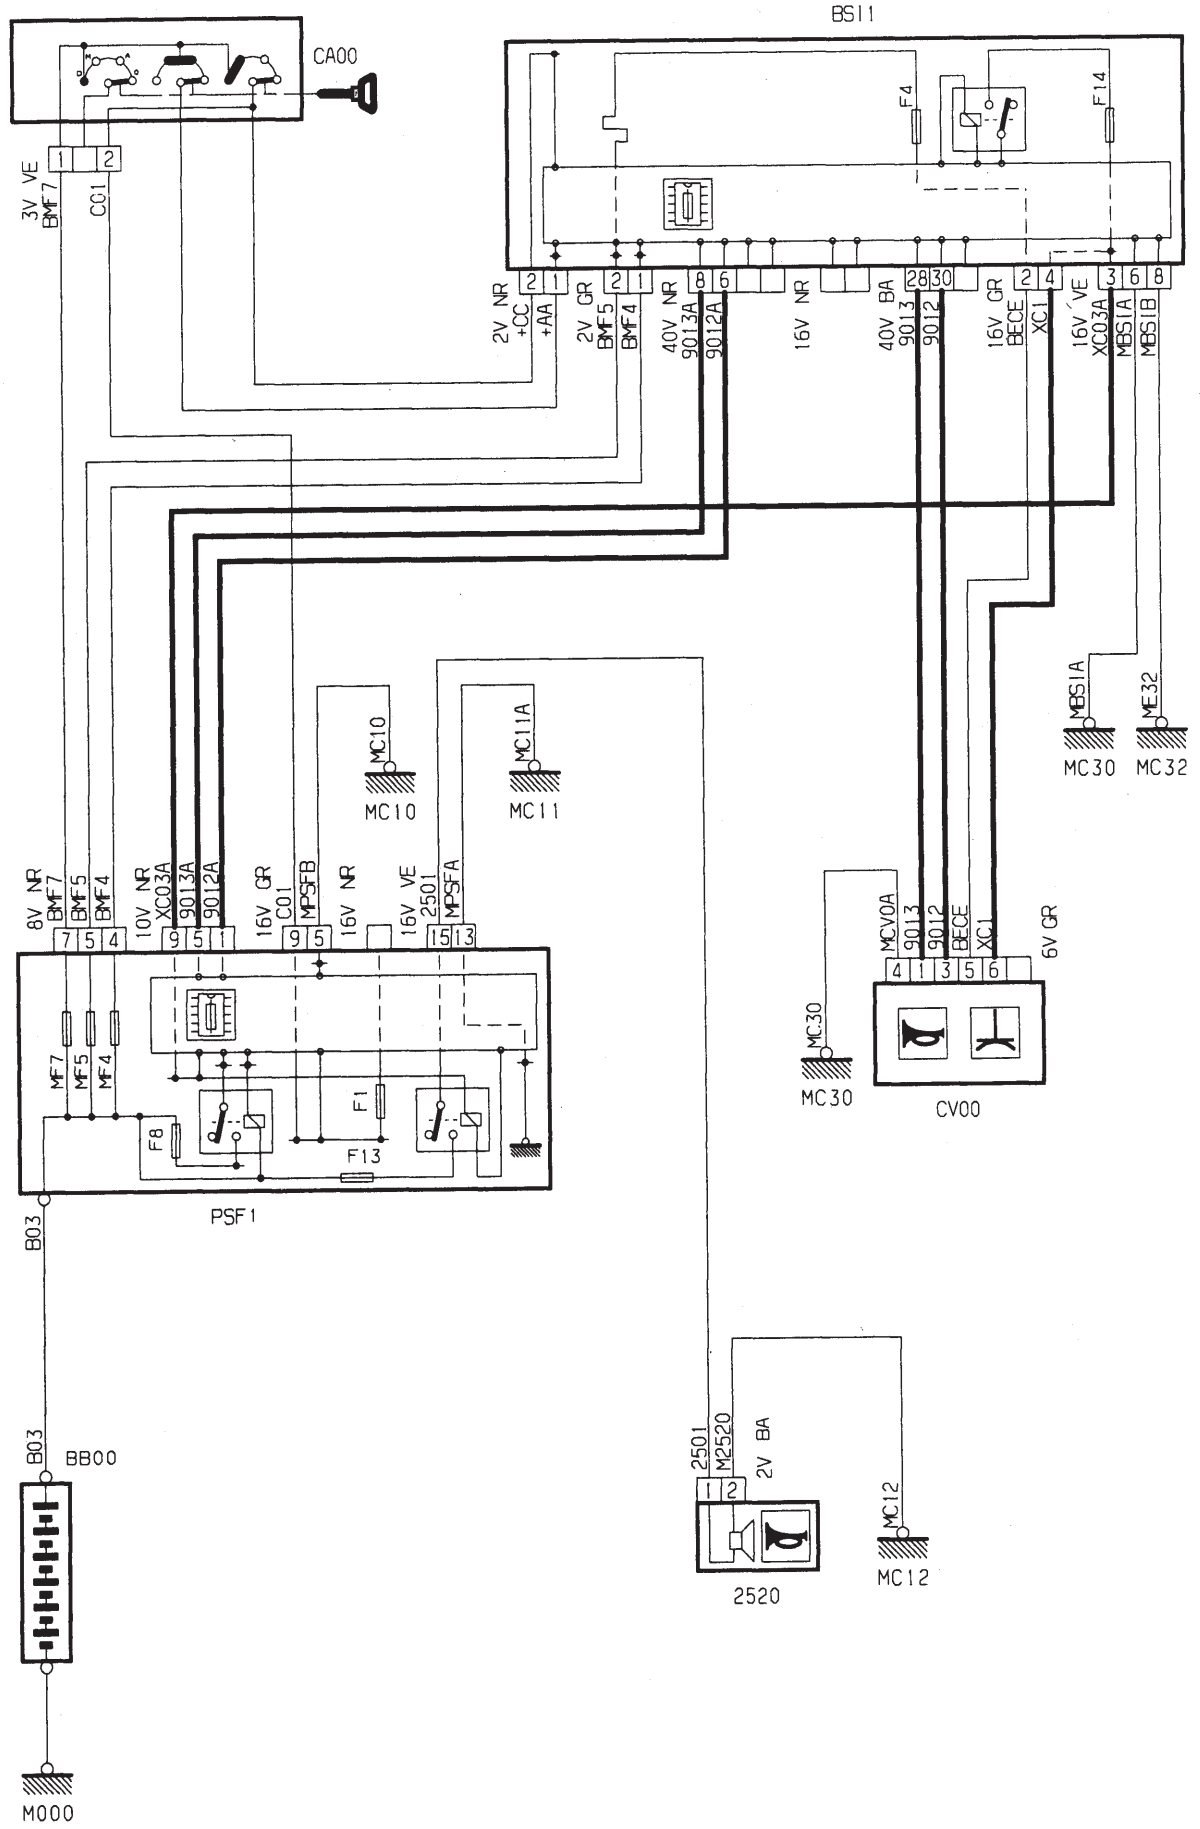 BSI1
CA00
M A
D D
F4
F14
1 2
3V VE
BMF7
C01
2 1
2 1
8 6
28 30
2 4
3 6 8
2V NR
+CC
+AA
2V GR
BMF5
BMF4
40V NR
9013A
9012A
16V NR
40V BA
9013
9012
16V GR
BECE
XC1
16V VE
XC03A
MBSIA
MBSIB
MBSIA
ME32
MC30
MC32
MC10
MC11A
MC10
MC11
8V NR
BMF7
BMF5
BMF4
10V NR
XC03A
9013A
9012A
16V GR
C01
MPSFB
16V NR
16V VE
2501
MPSFA
7 5 4
9 5 1
9 5
15 13
MCV0A
9013
9012
BECE
XC1
6V GR
4 1 3 5 6
MC30
MC30
CV00
MF7
MF5
MF4
F8
F1
F13
PSF1
B03
B03
BB00
2501
M2520
2V BA
1 2
MC12
MC12
2520
M000